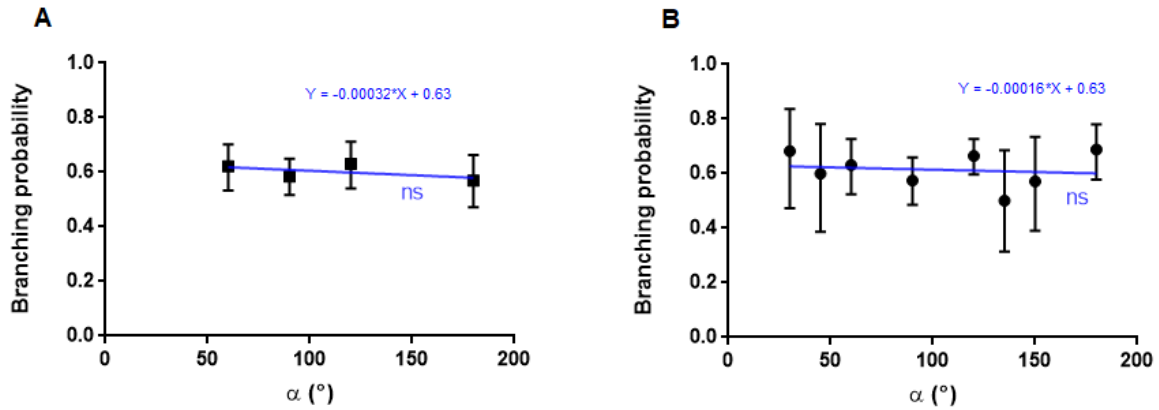 A
Y = -0.00032*X + 0.63
ns
Branching probability
1.0
0.8
0.6
0.4
0.2
0.0
0
50
100
150
200
α (°)
B
Y = -0.00016*X + 0.63
ns
Branching probability
1.0
0.8
0.6
0.4
0.2
0.0
0
50
100
150
200
α (°)